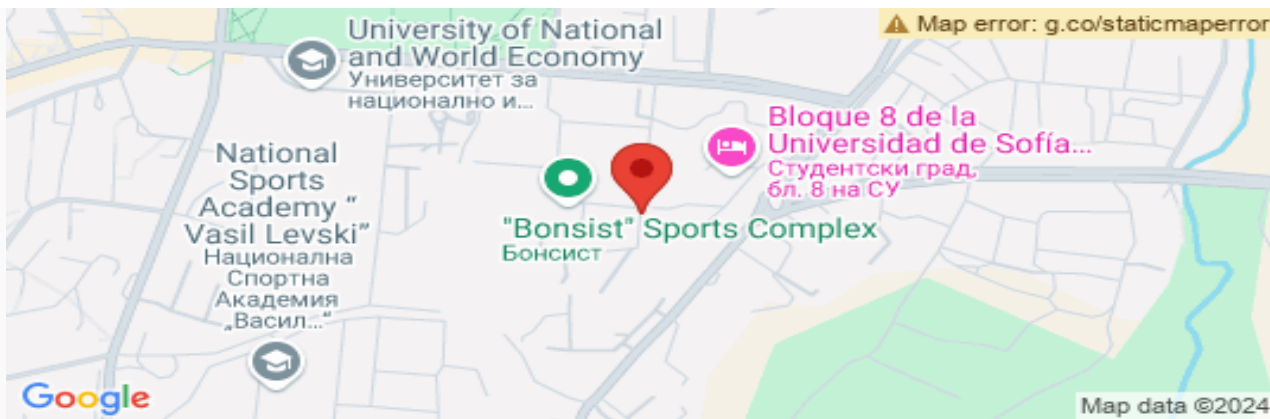 Map error: g.co/staticmaperror
University of National
and World Economy
Университет за
национално и...
Bloque 8 de la
Universidad de Sofía...
Студентски град,
бл. 8 на СУ
National
Sports
Academy “
Vasil Levski”
Национална
Спортна
Академия
„Васил...“
"Bonsist" Sports Complex
Бонсист
Google
Map data ©2024